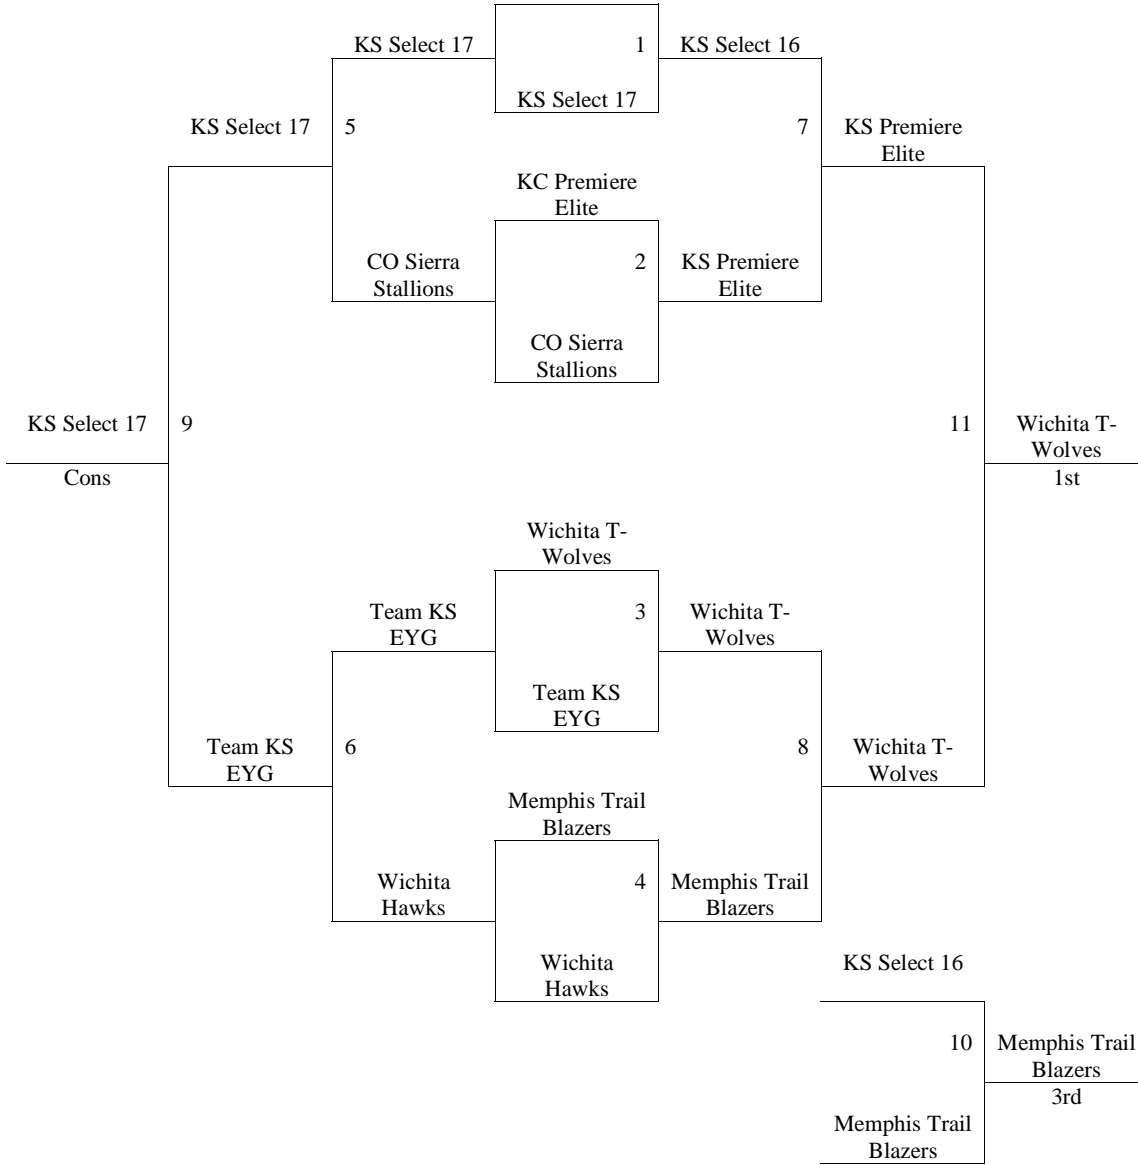 KS Select 17
1
KS Select 16
KS Select 17
KS Select 17
5
7
KS Premiere
Elite
KC Premiere
Elite
CO Sierra
Stallions
2
KS Premiere
Elite
CO Sierra
Stallions
KS Select 17
9
11
Wichita T-
Wolves
Cons
1st
Wichita T-
Wolves
Team KS
EYG
3
Wichita T-
Wolves
Team KS
EYG
Team KS
EYG
6
8
Wichita T-
Wolves
Memphis Trail
Blazers
Wichita
Hawks
4
Memphis Trail
Blazers
Wichita
Hawks
KS Select 16
10
Memphis Trail
Blazers
3rd
Memphis Trail
Blazers